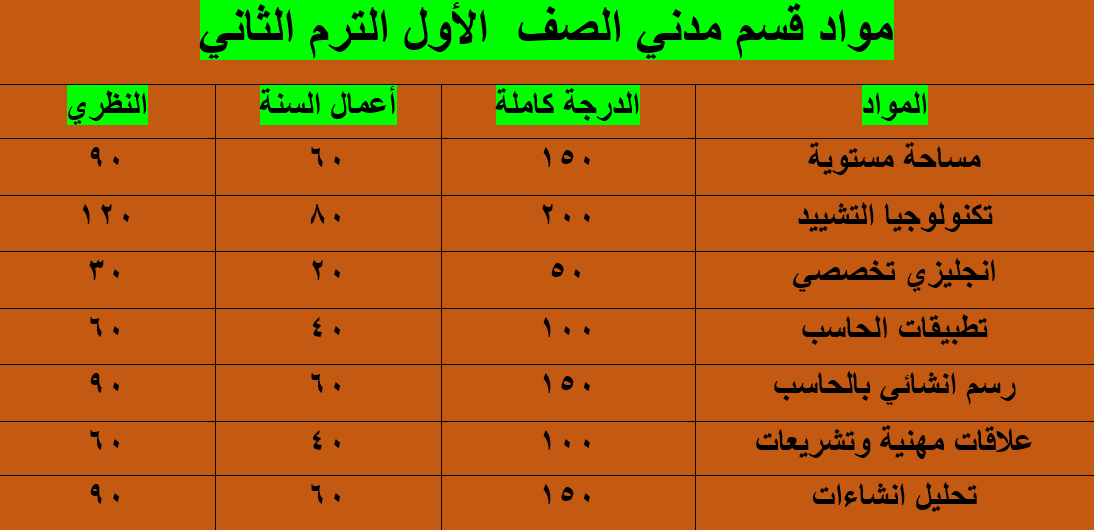 مواد قسم مدني الصف الأول الترم الثاني
المواد الدرجة كاملة أعمال السنة النظري
مساحة مستوية ١٥٠ ٦٠ ٩٠
تكنولوجيا التشييد ٢٠٠ ٨٠ ١٢٠
انجليزي تخصصي ٥٠ ٢٠ ٣٠
تطبيقات الحاسب ١٠٠ ٤٠ ٦٠
رسم انشائي بالحاسب ١٥٠ ٦٠ ٩٠
علاقات مهنية وتشريعات ١٠٠ ٤٠ ٦٠
تحليل انشاءات ١٥٠ ٦٠ ٩٠